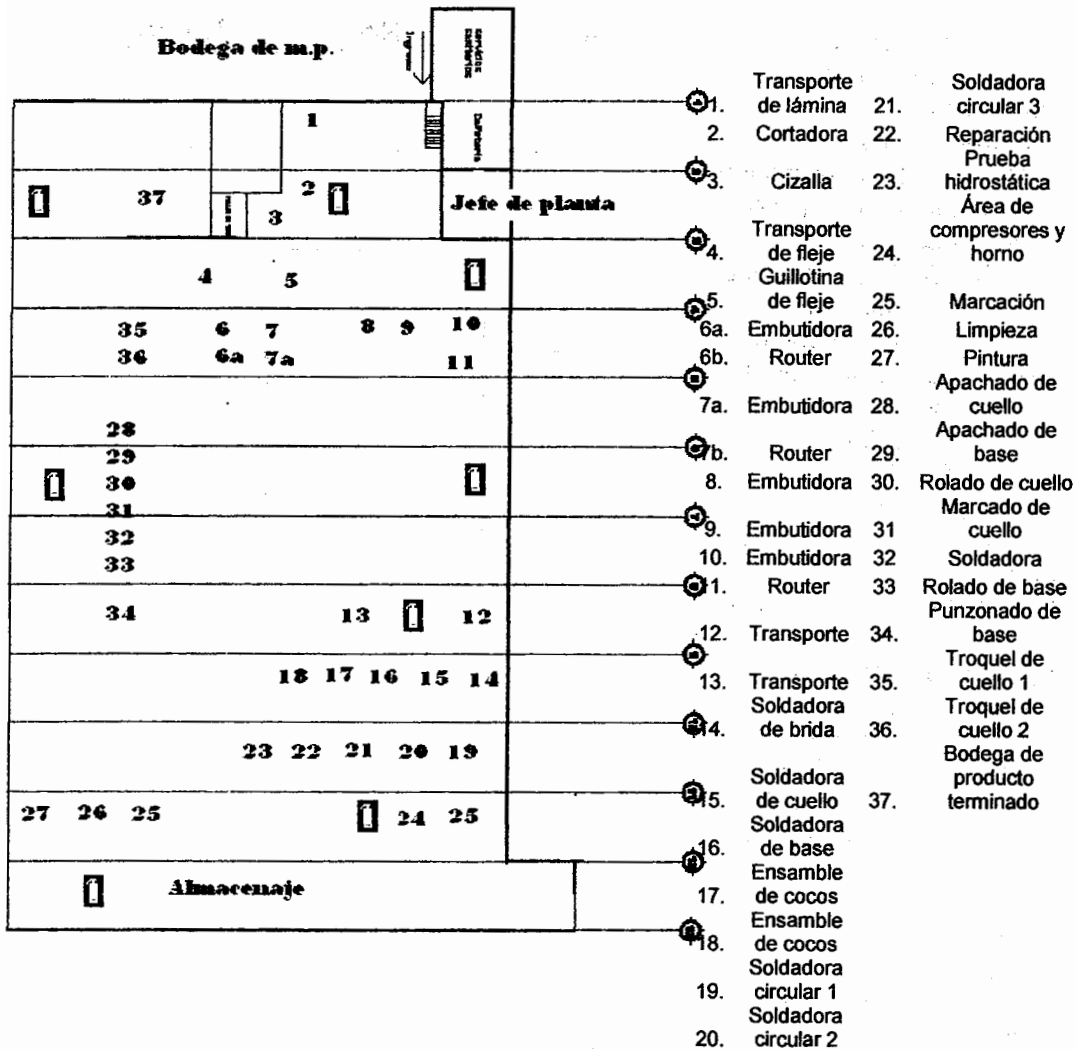 Bodega de m.p.
Ingreso
servicios sanitarios
Cafetería
1
2
37
3
Jefe de planta
4 5
35 6 7 8 9 10
36 6a 7a 11
28
29
30
31
32
33
34 13 12
18 17 16 15 14
23 22 21 20 19
27 26 25 24 25
Almacenaje
1. Transporte de lámina
2. Cortadora
3. Cizalla
4. Transporte de fleje
5. Guillotina de fleje
6a. Embutidora
6b. Router
7a. Embutidora
7b. Router
8. Embutidora
9. Embutidora
10. Embutidora
11. Router
12. Transporte
13. Transporte
14. Soldadora de brida
15. Soldadora de cuello
16. Soldadora de base
17. Ensamble de cocos
18. Ensamble de cocos
19. Soldadora circular 1
20. Soldadora circular 2
21. Soldadora circular 3
22. Reparación
23. Prueba hidrostática
24. Área de compresores y horno
25. Marcación
26. Limpieza
27. Pintura
28. Apachado de cuello
29. Apachado de base
30. Rolado de cuello
31 Marcado de cuello
32 Soldadora
33 Rolado de base
34. Punzonado de base
35. Troquel de cuello 1
36. Troquel de cuello 2
37. Bodega de producto terminado